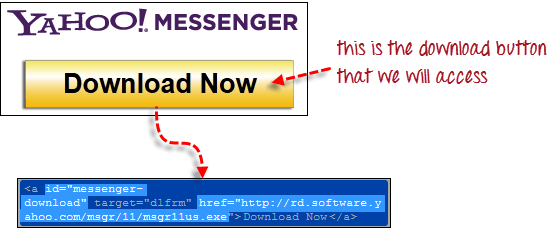 YAHOO! MESSENGER
Download Now
this is the download button
that we will access
<a id="messenger-
download" target="dlfrm" href="http://rd.software.y
ahoo.com/msgr/11/msgr11us.exe">Download Now</a>